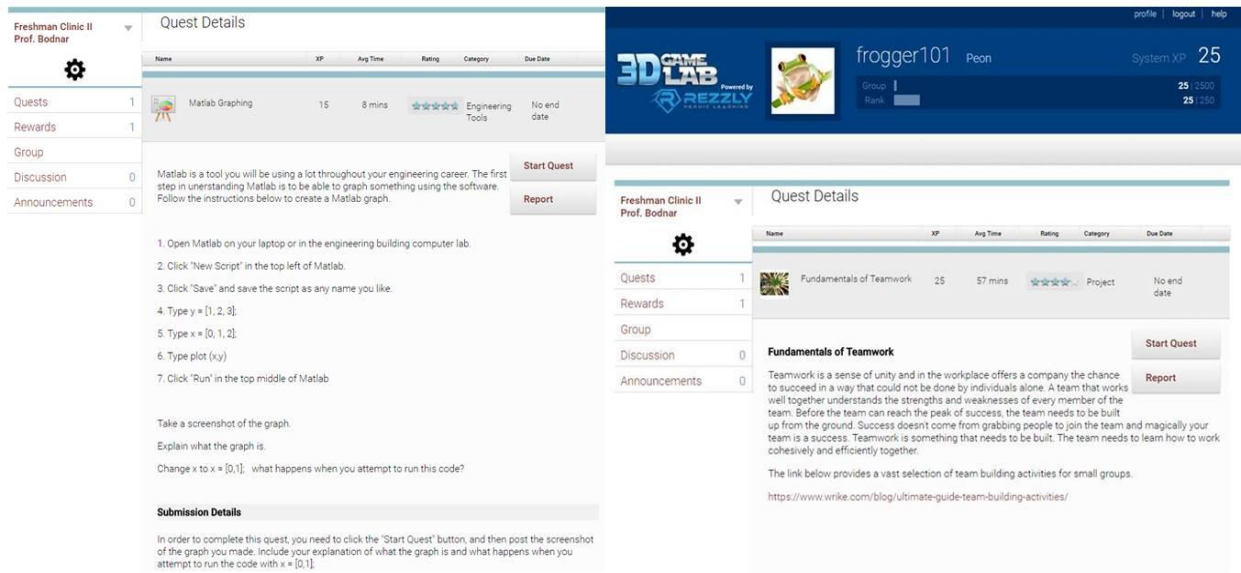 Freshman Clinic II
Prof. Bodnar
Quests 1
Rewards 1
Group
Discussion 0
Announcements 0
Quest Details
Name XP Avg Time Rating Category Due Date
Matlab Graphing 15 8 mins Engineering Tools No end date
Start Quest
Report
Matlab is a tool you will be using a lot throughout your engineering career. The first
step in unerstanding Matlab is to be able to graph something using the software.
Follow the instructions below to create a Matlab graph.
1. Open Matlab on your laptop or in the engineering building computer lab.
2. Click "New Script" in the top left of Matlab.
3. Click "Save" and save the script as any name you like.
4. Type y = [1, 2, 3];
5. Type x = [0, 1, 2];
6. Type plot (x,y)
7. Click "Run" in the top middle of Matlab
Take a screenshot of the graph.
Explain what the graph is.
Change x to x = [0,1]; what happens when you attempt to run this code?
Submission Details
In order to complete this quest, you need to click the "Start Quest" button, and then post the screenshot
of the graph you made. Include your explanation of what the graph is and what happens when you
attempt to run the code with x = [0,1];
profile | logout | help
3D GAME LAB
Powered by
REZZLY
HEROIC LEARNING
frogger101 Peon
System XP 25
Group 25 | 2500
Rank 25 | 250
Freshman Clinic II
Prof. Bodnar
Quests 1
Rewards 1
Group
Discussion 0
Announcements 0
Quest Details
Name XP Avg Time Rating Category Due Date
Fundamentals of Teamwork 25 57 mins Project No end date
Start Quest
Report
Fundamentals of Teamwork
Teamwork is a sense of unity and in the workplace offers a company the chance
to succeed in a way that could not be done by individuals alone. A team that works
well together understands the strengths and weaknesses of every member of the
team. Before the team can reach the peak of success, the team needs to be built
up from the ground. Success doesn't come from grabbing people to join the team and magically your
team is a success. Teamwork is something that needs to be built. The team needs to learn how to work
cohesively and efficiently together.
The link below provides a vast selection of team building activities for small groups.
https://www.wrike.com/blog/ultimate-guide-team-building-activities/